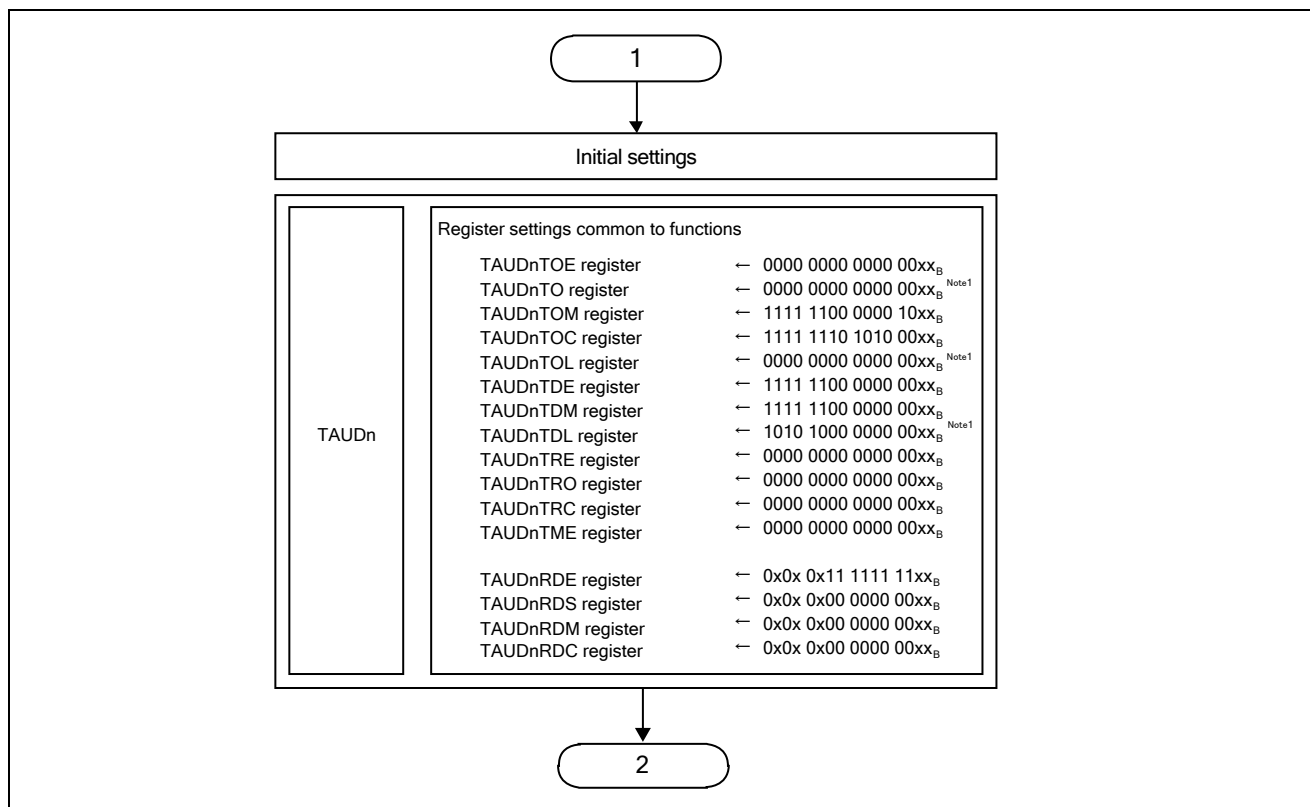 1
Initial settings
TAUDn
Register settings common to functions
TAUDnTOE register ← 0000 0000 0000 00xxB
TAUDnTO register ← 0000 0000 0000 00xxB Note1
TAUDnTOM register ← 1111 1100 0000 10xxB
TAUDnTOC register ← 1111 1110 1010 00xxB
TAUDnTOL register ← 0000 0000 0000 00xxB Note1
TAUDnTDE register ← 1111 1100 0000 00xxB
TAUDnTDM register ← 1111 1100 0000 00xxB
TAUDnTDL register ← 1010 1000 0000 00xxB Note1
TAUDnTRE register ← 0000 0000 0000 00xxB
TAUDnTRO register ← 0000 0000 0000 00xxB
TAUDnTRC register ← 0000 0000 0000 00xxB
TAUDnTME register ← 0000 0000 0000 00xxB
TAUDnRDE register ← 0x0x 0x11 1111 11xxB
TAUDnRDS register ← 0x0x 0x00 0000 00xxB
TAUDnRDM register ← 0x0x 0x00 0000 00xxB
TAUDnRDC register ← 0x0x 0x00 0000 00xxB
2